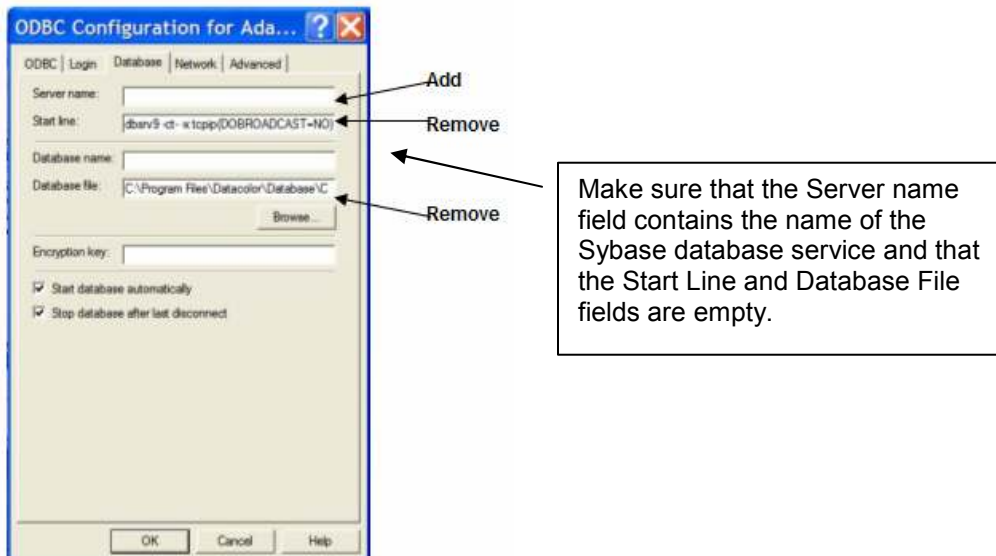 ODBC Configuration for Ada...
ODBC Login Database Network Advanced
Server name:
Add
Start line:
dbsrv9 -ct- -x tcpip(DOBROADCAST=NO)
Remove
Database name:
Database file:
C:\Program Files\Datacolor\Database\C
Remove
Browse...
Encryption key:
Start database automatically
Stop database after last disconnect
OK Cancel Help
Make sure that the Server name
field contains the name of the
Sybase database service and that
the Start Line and Database File
fields are empty.